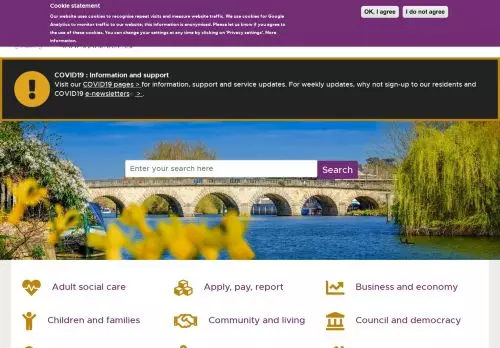 Cookie statement
Our website uses cookies to recognise repeat visits and measure website traffic. We use cookies for Google
Analytics to monitor traffic to our website; this information is anonymised. Please let us know if you agree to
the use of these cookies. You can change your settings at any time by clicking on 'Privacy settings'. More
information.
OK, I agree
I do not agree
COVID19 : Information and support
Visit our COVID19 pages > for information, support and service updates. For weekly updates, why not sign-up to our residents and
COVID19 e-newsletters > .
Enter your search here
Search
Adult social care
Apply, pay, report
Business and economy
Children and families
Community and living
Council and democracy